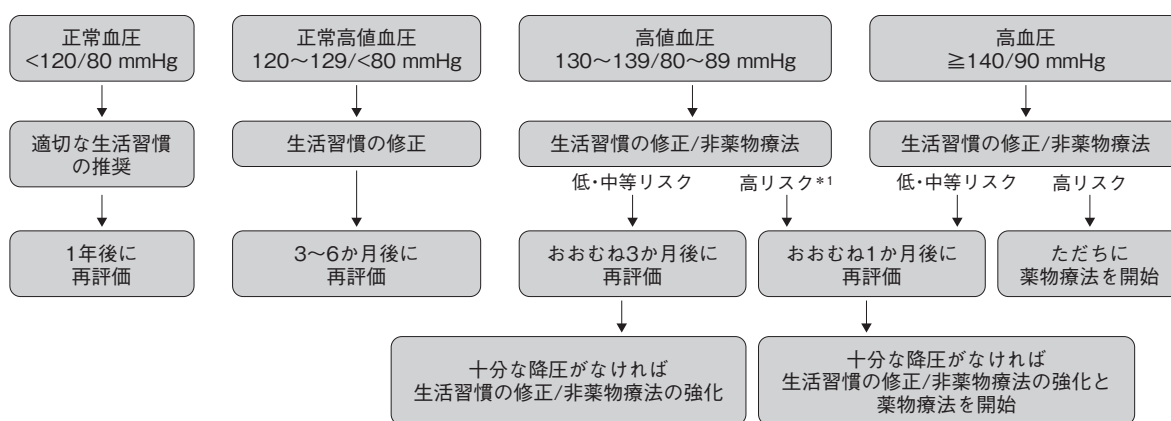 正常血圧
<120/80 mmHg
正常高値血圧
120〜129/<80 mmHg
高値血圧
130〜139/80〜89 mmHg
高血圧
≧140/90 mmHg
適切な生活習慣
の推奨
生活習慣の修正
生活習慣の修正/非薬物療法
生活習慣の修正/非薬物療法
低・中等リスク
高リスク*1
低・中等リスク
高リスク
1年後に
再評価
3〜6か月後に
再評価
おおむね3か月後に
再評価
おおむね1か月後に
再評価
ただちに
薬物療法を開始
十分な降圧がなければ
生活習慣の修正/非薬物療法の強化
十分な降圧がなければ
生活習慣の修正/非薬物療法の強化と
薬物療法を開始